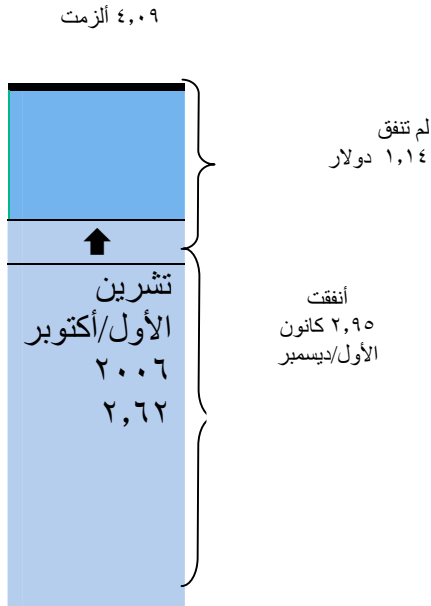 ٤,٠٩ ألزمت
لم تنفق
١,١٤ دولار
تشرين
الأول/أكتوبر
٢٠٠٦
٢,٦٢
أنفقت
٢,٩٥ كانون
الأول/ديسمبر